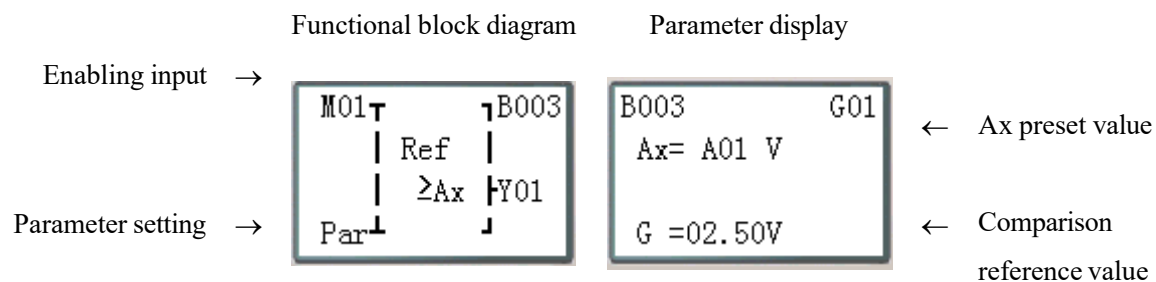 Functional block diagram Parameter display
Enabling input →
M01 B003
Ref
≥Ax Y01
Par
B003 G01
Ax= A01 V
G =02.50V
← Ax preset value
Parameter setting →
← Comparison
reference value